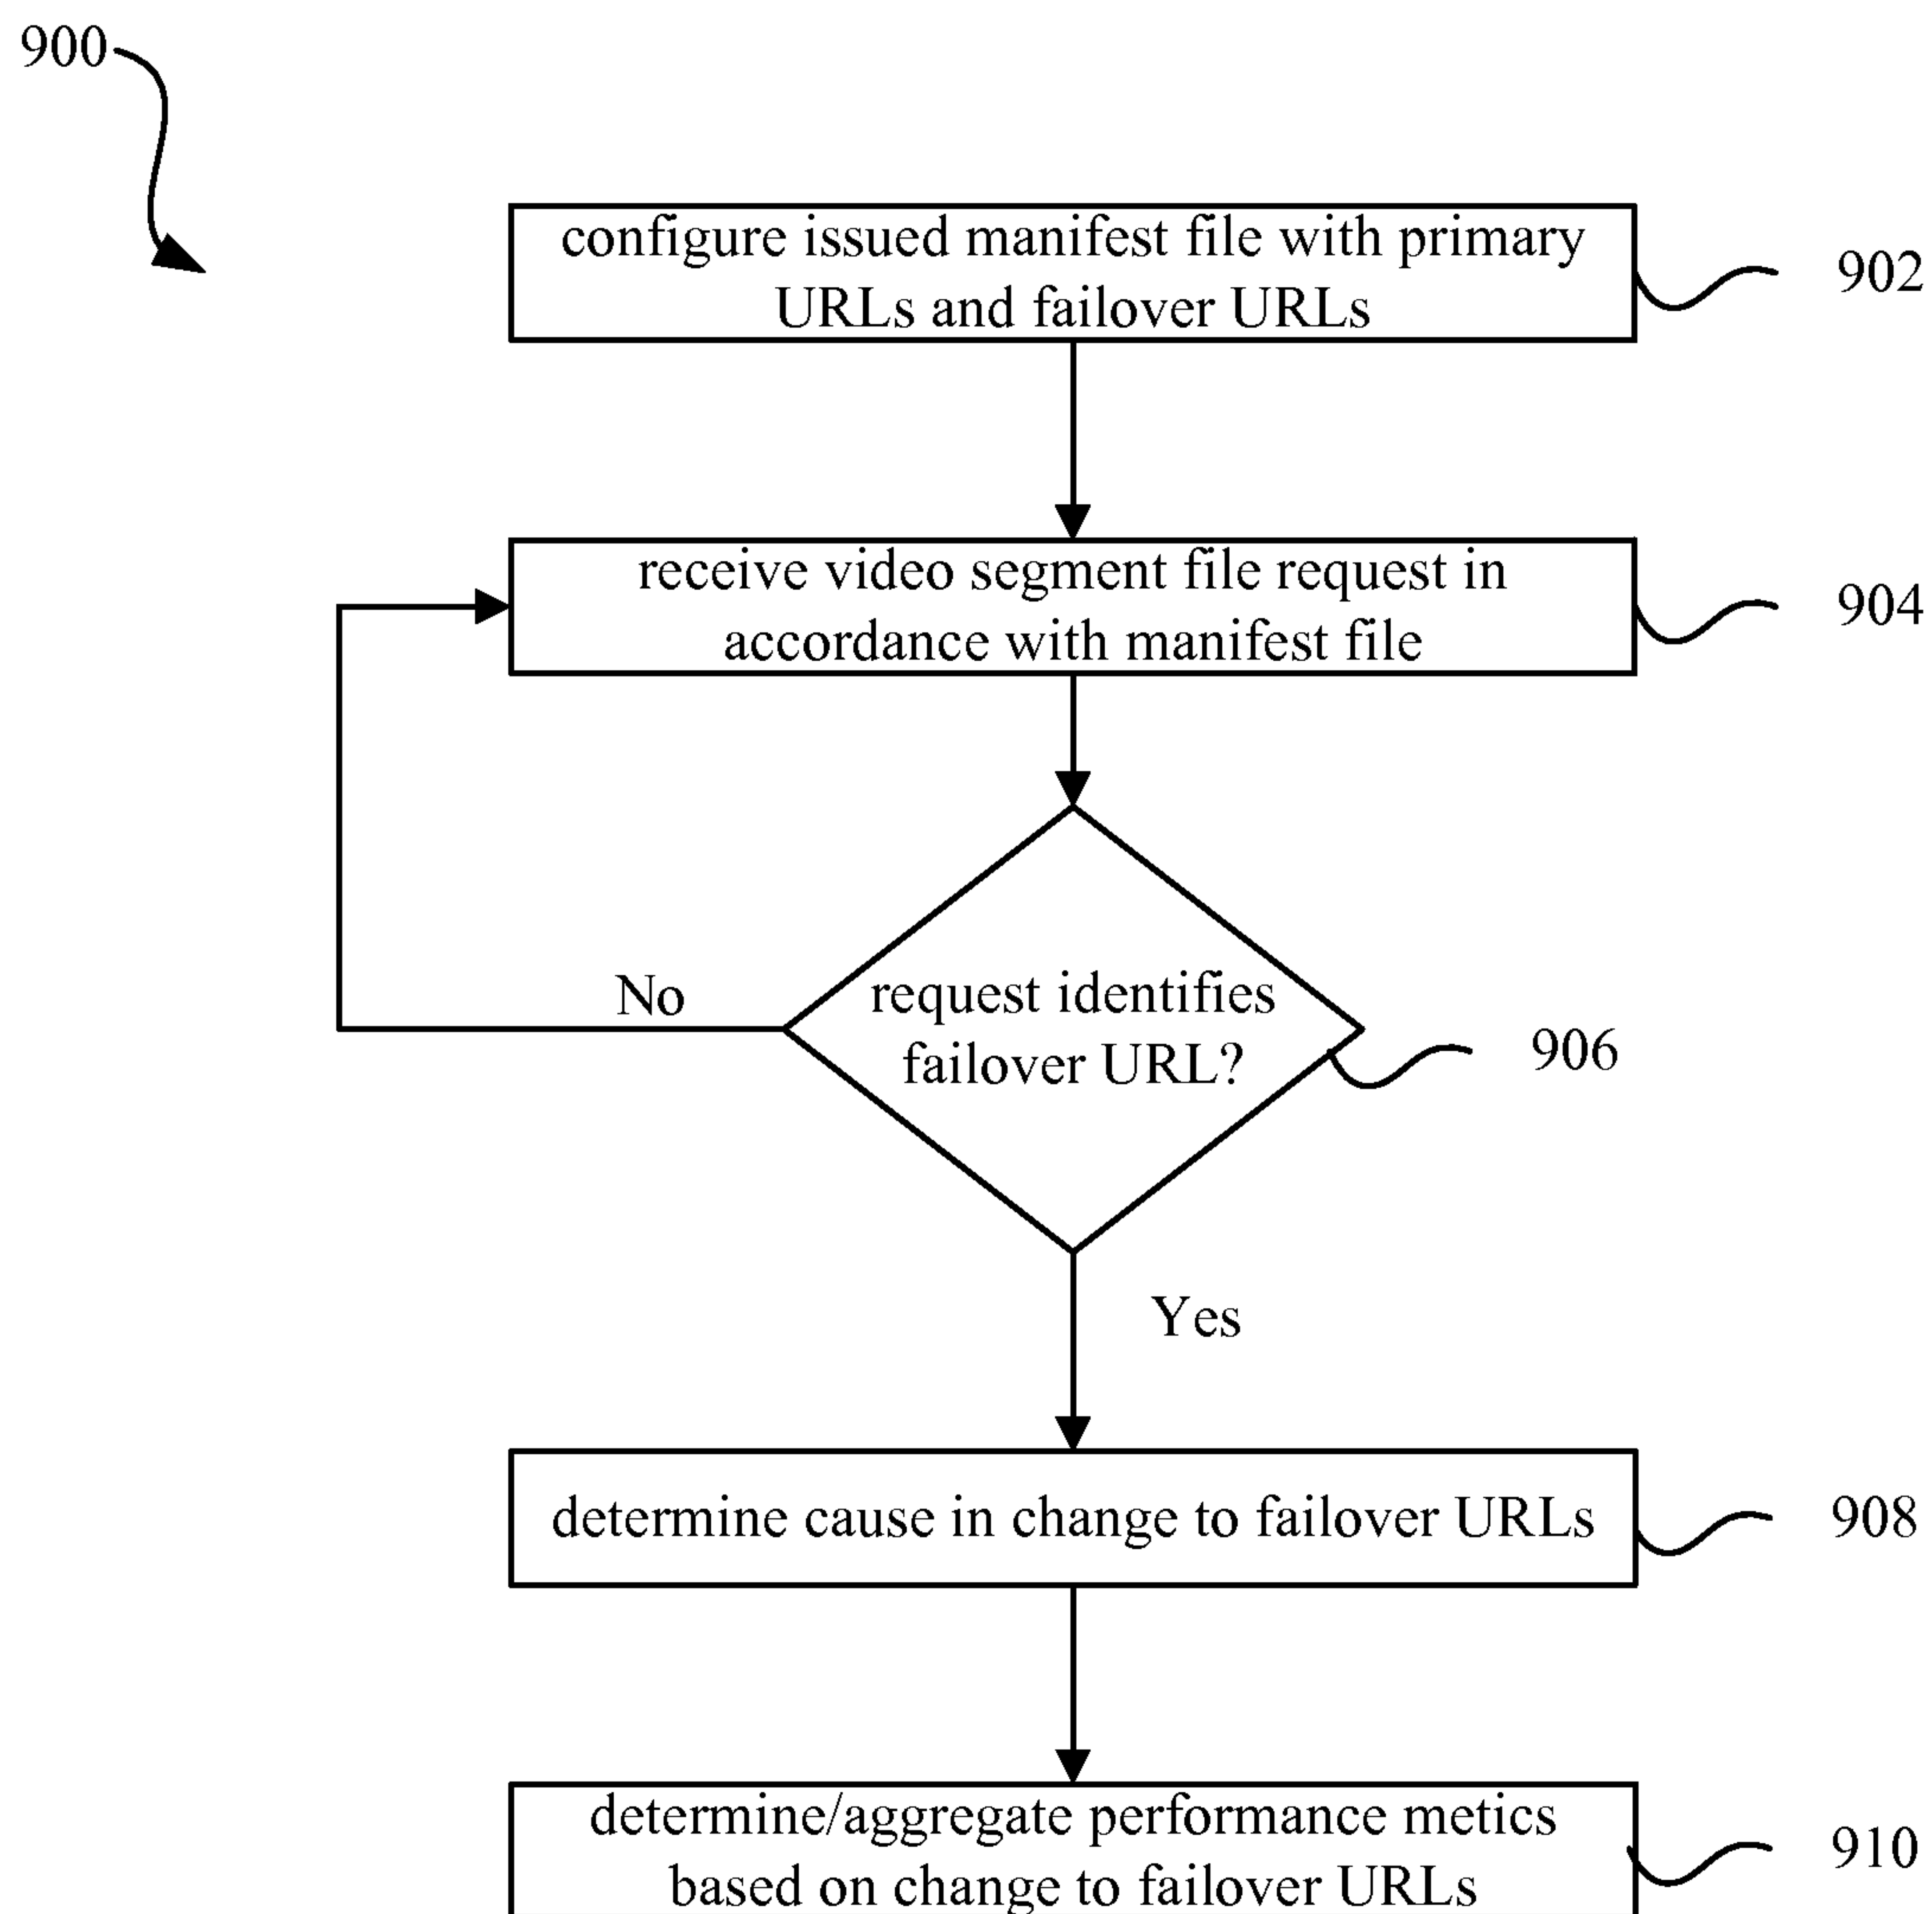 900
configure issued manifest file with primary
URLs and failover URLs
902
receive video segment file request in
accordance with manifest file
904
No
request identifies
failover URL?
906
Yes
determine cause in change to failover URLs
908
determine/aggregate performance metics
based on change to failover URLs
910